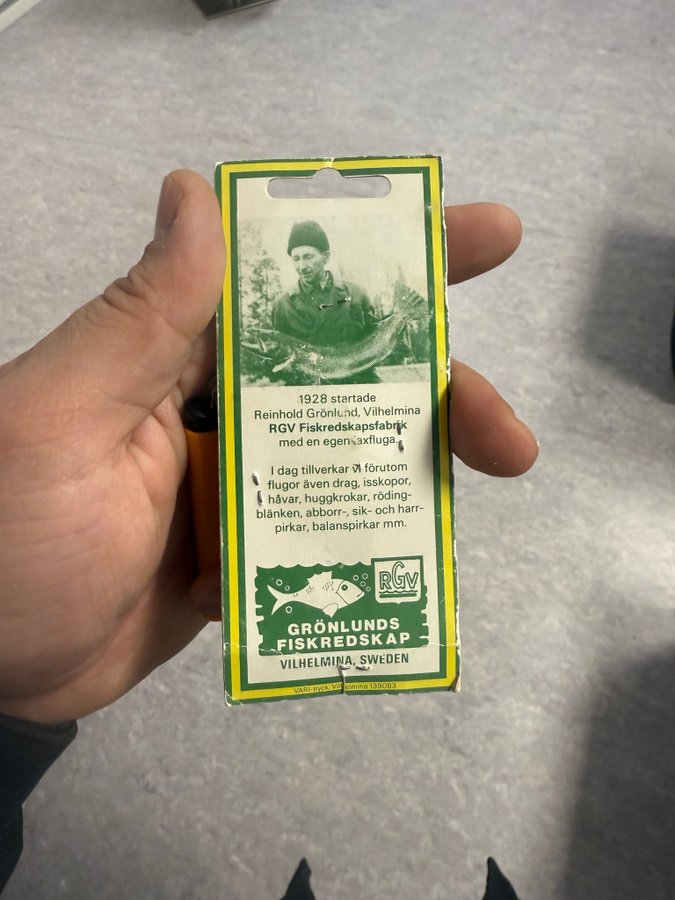 1928 startade
Reinhold Grönlund, Vilhelmina
RGV Fiskredskapsfabrik
med en egen laxfluga.
I dag tillverkar vi förutom
flugor även drag, isskopor,
håvar, huggkrokar, röding-
blänken, abborr-, sik- och harr-
pirkar, balanspirkar mm.
RGV
GRÖNLUNDS
FISKREDSKAP
VILHELMINA, SWEDEN
VARI-tryck, Vilhelmina 139083